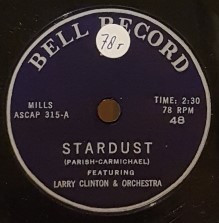 BELL RECORD
78r
MILLS
ASCAP 315-A
TIME: 2:30
78 RPM
48
STARDUST
(PARISH-CARMICHAEL)
FEATURING
LARRY CLINTON & ORCHESTRA